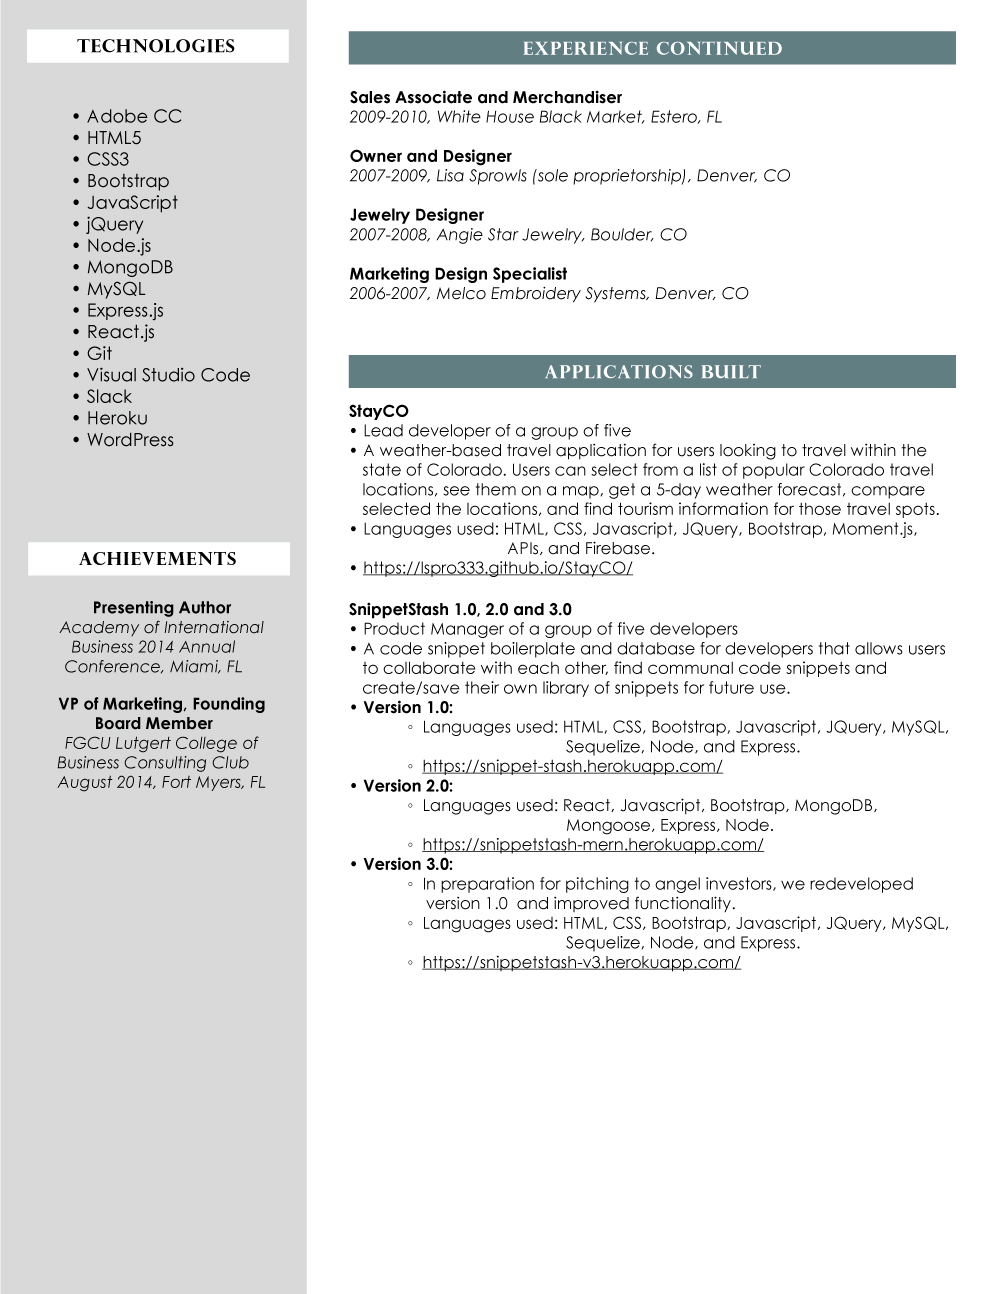 TECHNOLOGIES
• Adobe CC
• HTML5
• CSS3
• Bootstrap
• JavaScript
• jQuery
• Node.js
• MongoDB
• MySQL
• Express.js
• React.js
• Git
• Visual Studio Code
• Slack
• Heroku
• WordPress
ACHIEVEMENTS
Presenting Author
Academy of International
Business 2014 Annual
Conference, Miami, FL
VP of Marketing, Founding
Board Member
FGCU Lutgert College of
Business Consulting Club
August 2014, Fort Myers, FL
EXPERIENCE CONTINUED
Sales Associate and Merchandiser
2009-2010, White House Black Market, Estero, FL
Owner and Designer
2007-2009, Lisa Sprowls (sole proprietorship), Denver, CO
Jewelry Designer
2007-2008, Angie Star Jewelry, Boulder, CO
Marketing Design Specialist
2006-2007, Melco Embroidery Systems, Denver, CO
APPLICATIONS BUILT
StayCO
• Lead developer of a group of five
• A weather-based travel application for users looking to travel within the
state of Colorado. Users can select from a list of popular Colorado travel
locations, see them on a map, get a 5-day weather forecast, compare
selected the locations, and find tourism information for those travel spots.
• Languages used: HTML, CSS, Javascript, JQuery, Bootstrap, Moment.js,
APIs, and Firebase.
• https://lspro333.github.io/StayCO/
SnippetStash 1.0, 2.0 and 3.0
• Product Manager of a group of five developers
• A code snippet boilerplate and database for developers that allows users
to collaborate with each other, find communal code snippets and
create/save their own library of snippets for future use.
• Version 1.0:
◦ Languages used: HTML, CSS, Bootstrap, Javascript, JQuery, MySQL,
Sequelize, Node, and Express.
◦ https://snippet-stash.herokuapp.com/
• Version 2.0:
◦ Languages used: React, Javascript, Bootstrap, MongoDB,
Mongoose, Express, Node.
◦ https://snippetstash-mern.herokuapp.com/
• Version 3.0:
◦ In preparation for pitching to angel investors, we redeveloped
version 1.0 and improved functionality.
◦ Languages used: HTML, CSS, Bootstrap, Javascript, JQuery, MySQL,
Sequelize, Node, and Express.
◦ https://snippetstash-v3.herokuapp.com/